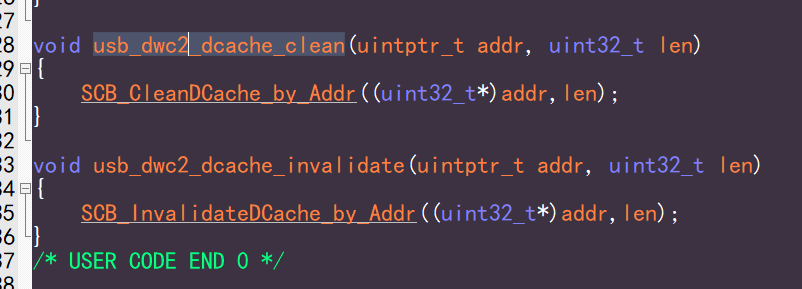 27
28 void usb_dwc2_dcache_clean(uintptr_t addr, uint32_t len)
29 {
30 SCB_CleanDCache_by_Addr((uint32_t*)addr,len);
31 }
32
33 void usb_dwc2_dcache_invalidate(uintptr_t addr, uint32_t len)
34 {
35 SCB_InvalidateDCache_by_Addr((uint32_t*)addr,len);
36 }
37 /* USER CODE END 0 */
38